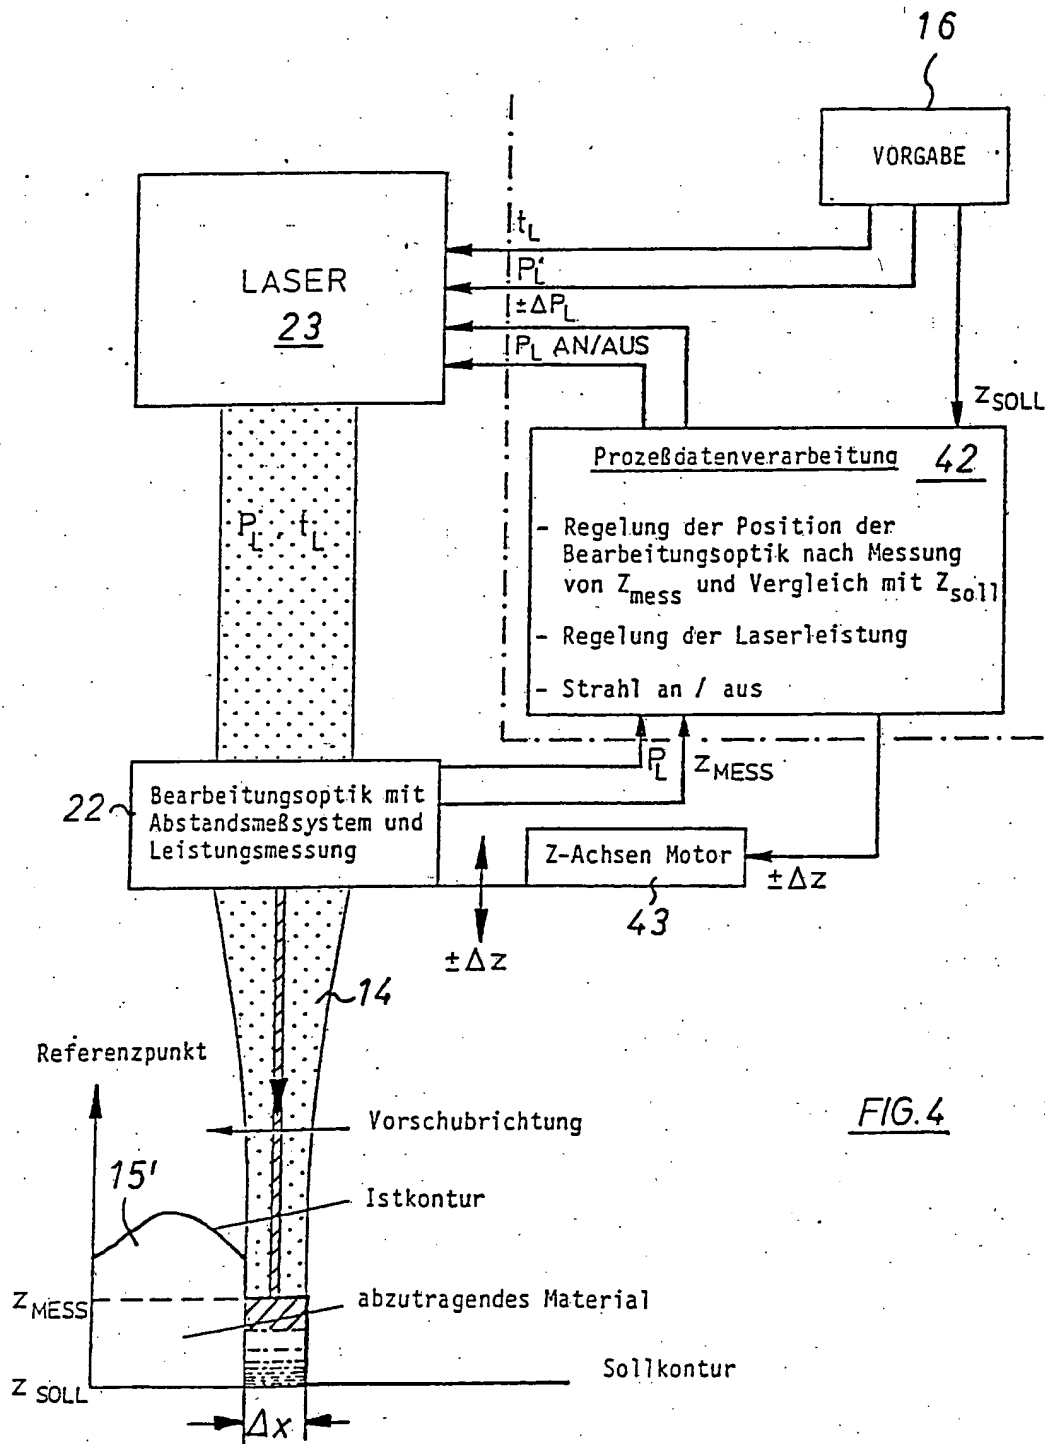 16
VORGABE
t_L
P_L'
±ΔP_L
P_L AN/AUS
LASER
23
Z_SOLL
Prozeßdatenverarbeitung 42
- Regelung der Position der
Bearbeitungsoptik nach Messung
von Z_mess und Vergleich mit Z_soll
- Regelung der Laserleistung
- Strahl an / aus
P_L, t_L
P_L
Z_MESS
22
Bearbeitungsoptik mit
Abstandsmeßsystem und
Leistungsmessung
Z-Achsen Motor
±Δz
43
±Δz
14
Referenzpunkt
Vorschubrichtung
FIG.4
15'
Istkontur
Z_MESS
abzutragendes Material
Sollkontur
Z_SOLL
Δx